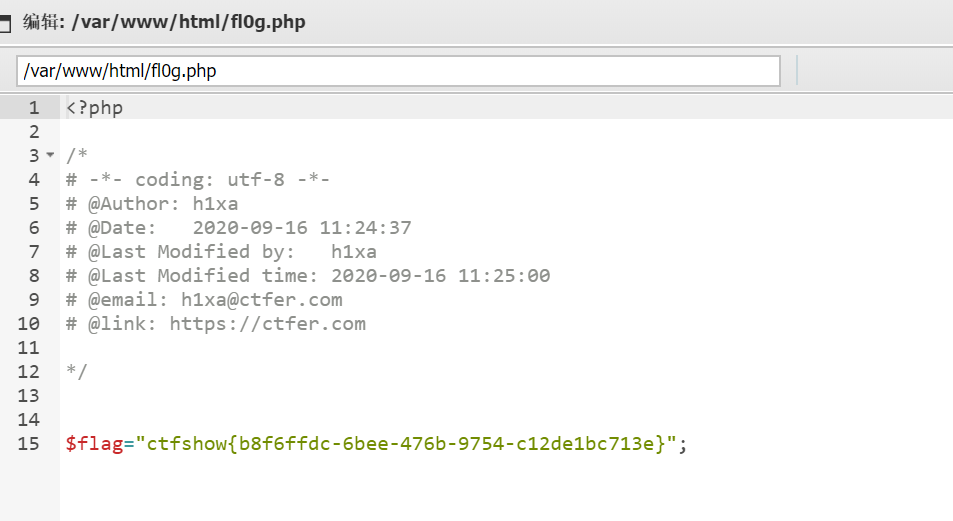 编辑: /var/www/html/fl0g.php
/var/www/html/fl0g.php
1 <?php
2
3 /*
4 # -*- coding: utf-8 -*-
5 # @Author: h1xa
6 # @Date:   2020-09-16 11:24:37
7 # @Last Modified by:   h1xa
8 # @Last Modified time: 2020-09-16 11:25:00
9 # @email: h1xa@ctfer.com
10 # @link: https://ctfer.com
11
12 */
13
14
15 $flag="ctfshow{b8f6ffdc-6bee-476b-9754-c12de1bc713e}";